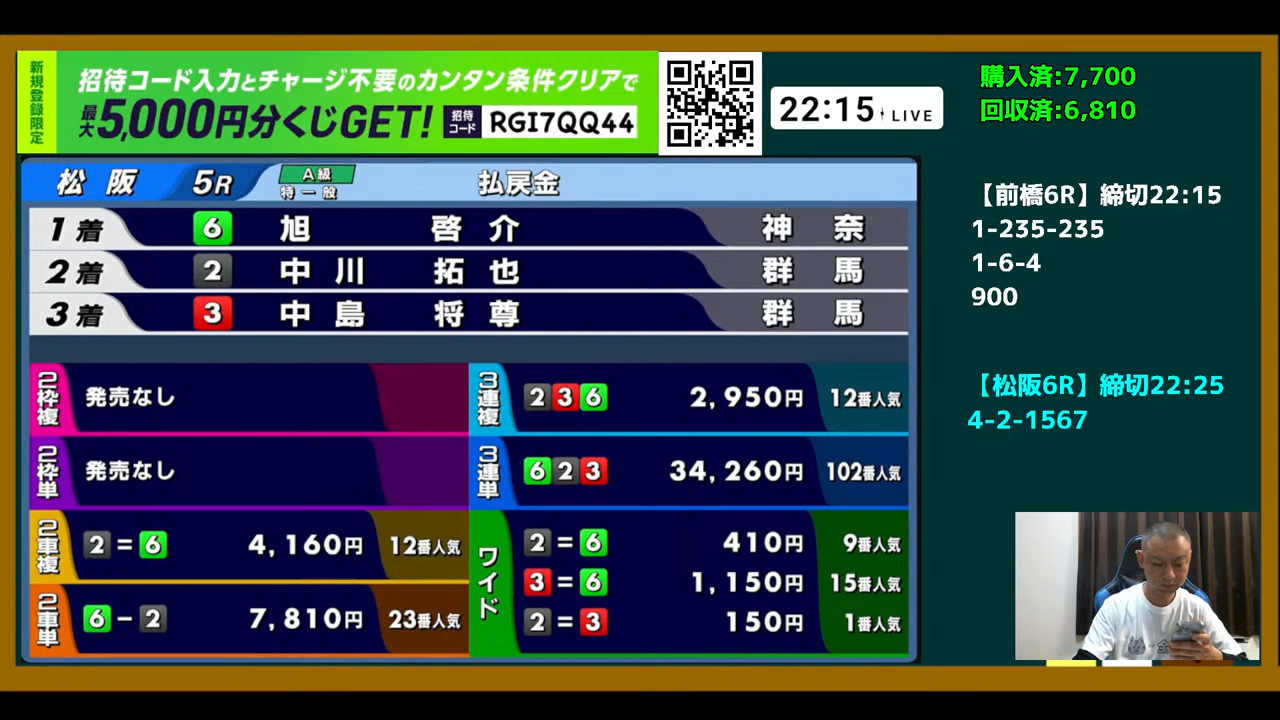 新規登録限定
招待コード入力とチャージ不要のカンタン条件クリアで
最大5,000円分くじGET!
招待コード RGI7QQ44
22:15 LIVE
購入済:7,700
回収済:6,810
松阪 5R A級 特一般 払戻金
1着 6 旭 啓介 神奈
2着 2 中川 拓也 群馬
3着 3 中島 将尊 群馬
2枠複 発売なし
3連複 2 3 6 2,950円 12番人気
2枠単 発売なし
3連単 6 2 3 34,260円 102番人気
2車複 2=6 4,160円 12番人気
2車単 6-2 7,810円 23番人気
ワイド
2=6 410円 9番人気
3=6 1,150円 15番人気
2=3 150円 1番人気
【前橋6R】締切22:15
1-235-235
1-6-4
900
【松阪6R】締切22:25
4-2-1567